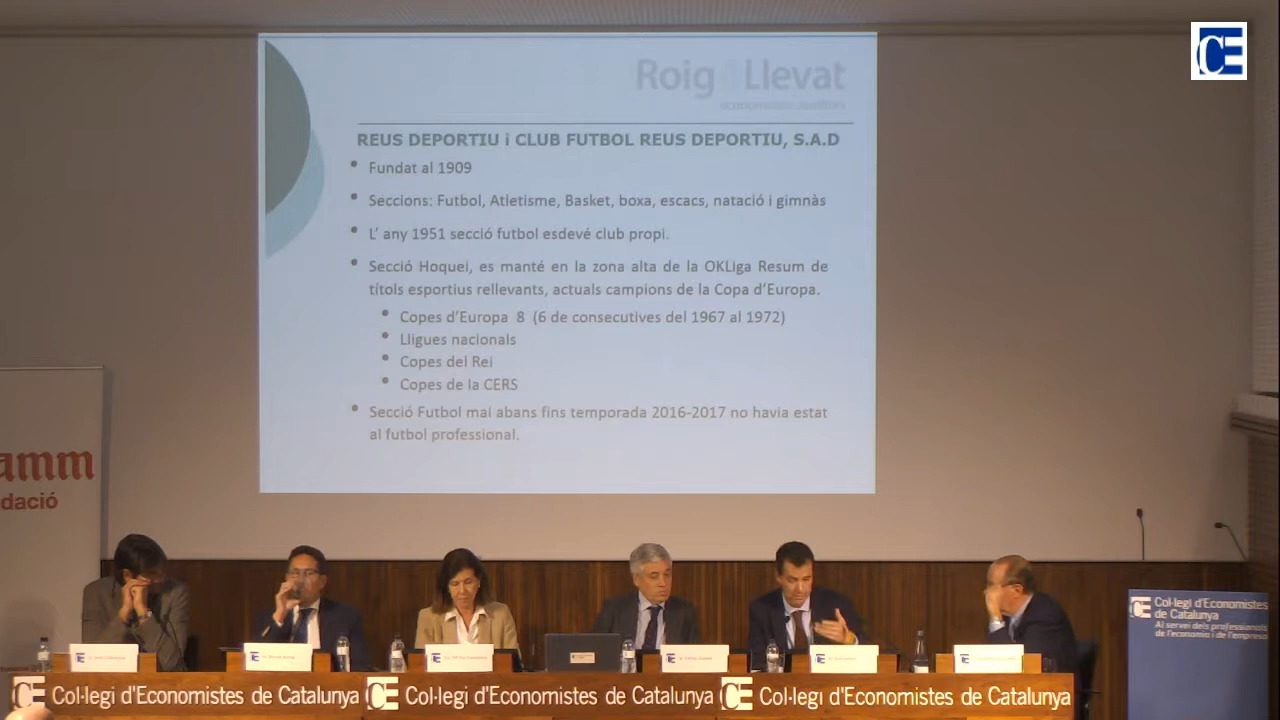 CE
Roig Llevat
REUS DEPORTIU i CLUB FUTBOL REUS DEPORTIU, S.A.D
• Fundat al 1909
• Seccions: Futbol, Atletisme, Basket, boxa, escacs, natació i gimnàs
• L' any 1951 secció futbol esdevé club propi.
• Secció Hoquei, es manté en la zona alta de la OKLiga Resum de
títols esportius rellevants, actuals campions de la Copa d'Europa.
• Copes d'Europa 8 (6 de consecutives del 1967 al 1972)
• Lligues nacionals
• Copes del Rei
• Copes de la CERS
• Secció Futbol mai abans fins temporada 2016-2017 no havia estat
al futbol professional.
amm
dació
CE Col·legi d'Economistes
de Catalunya
Al servei dels professionals
de l'economia i de l'empresa
CE Col·legi d'Economistes de Catalunya CE Col·legi d'Economistes de Catalunya CE Col·legi d'Economistes de Catalunya